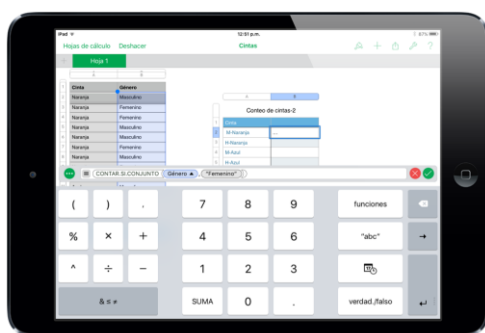 iPad
12:51 p.m.
87%
Hojas de cálculo Deshacer
Cintas
Hoja 1
Cinta Género
Naranja Masculino
Naranja Femenino
Naranja Masculino
Naranja Femenino
Naranja Masculino
Naranja Femenino
Naranja Masculino
Conteo de cintas-2
Cinta
M-Naranja
H-Naranja
M-Azul
H-Azul
= CONTAR.SI.CONJUNTO Género , "Femenino"
( ) , 7 8 9 funciones
% × + 4 5 6 "abc" →
^ ÷ − 1 2 3
& ≤ ≠ SUMA 0 . verdad./falso